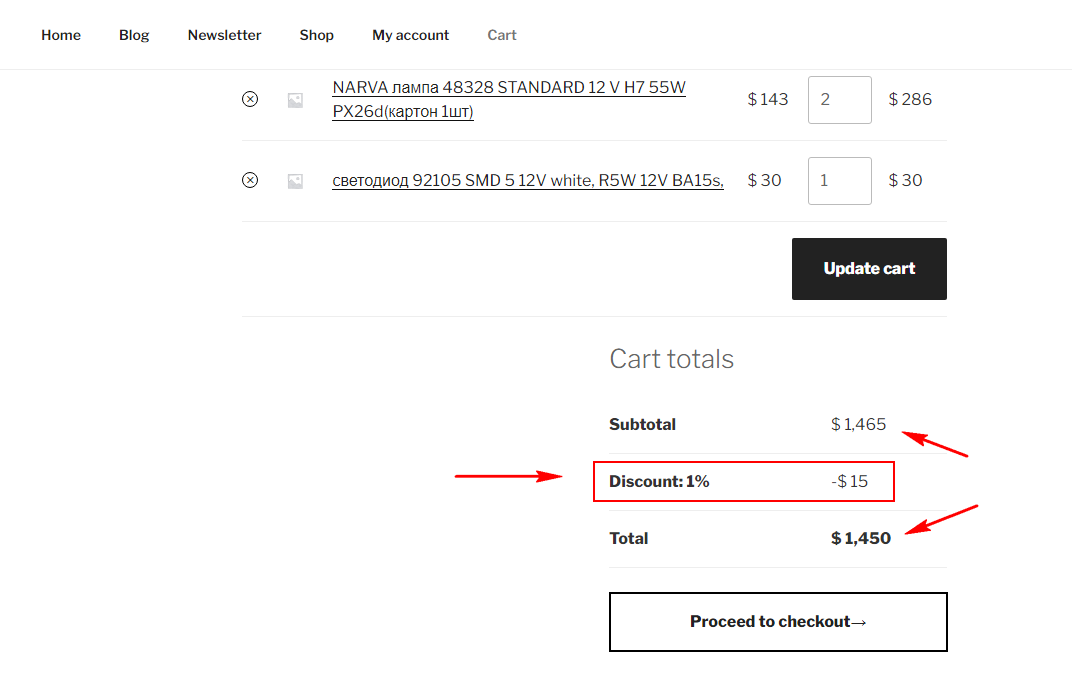 Home Blog Newsletter Shop My account Cart
NARVA лампа 48328 STANDARD 12 V H7 55W
PX26d(картон 1шт)
$ 143 2 $ 286
светодиод 92105 SMD 5 12V white, R5W 12V BA15s, $ 30 1 $ 30
Update cart
Cart totals
Subtotal $ 1,465
Discount: 1% -$ 15
Total $ 1,450
Proceed to checkout→